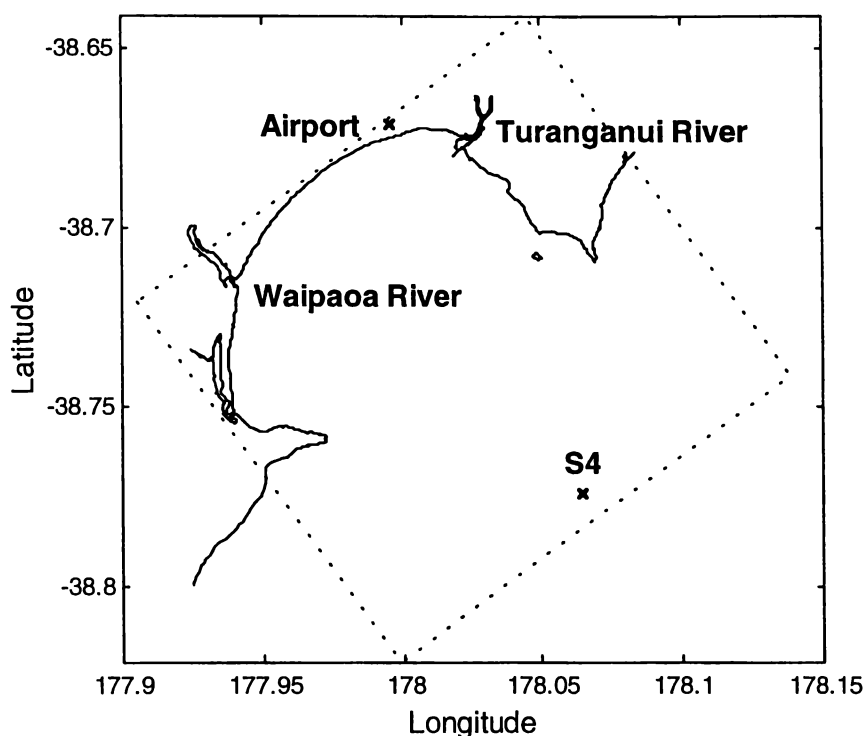 -38.65
Airport
Turanganui River
-38.7
Waipaoa River
Latitude
-38.75
S4
-38.8
177.9
177.95
178
178.05
178.1
178.15
Longitude